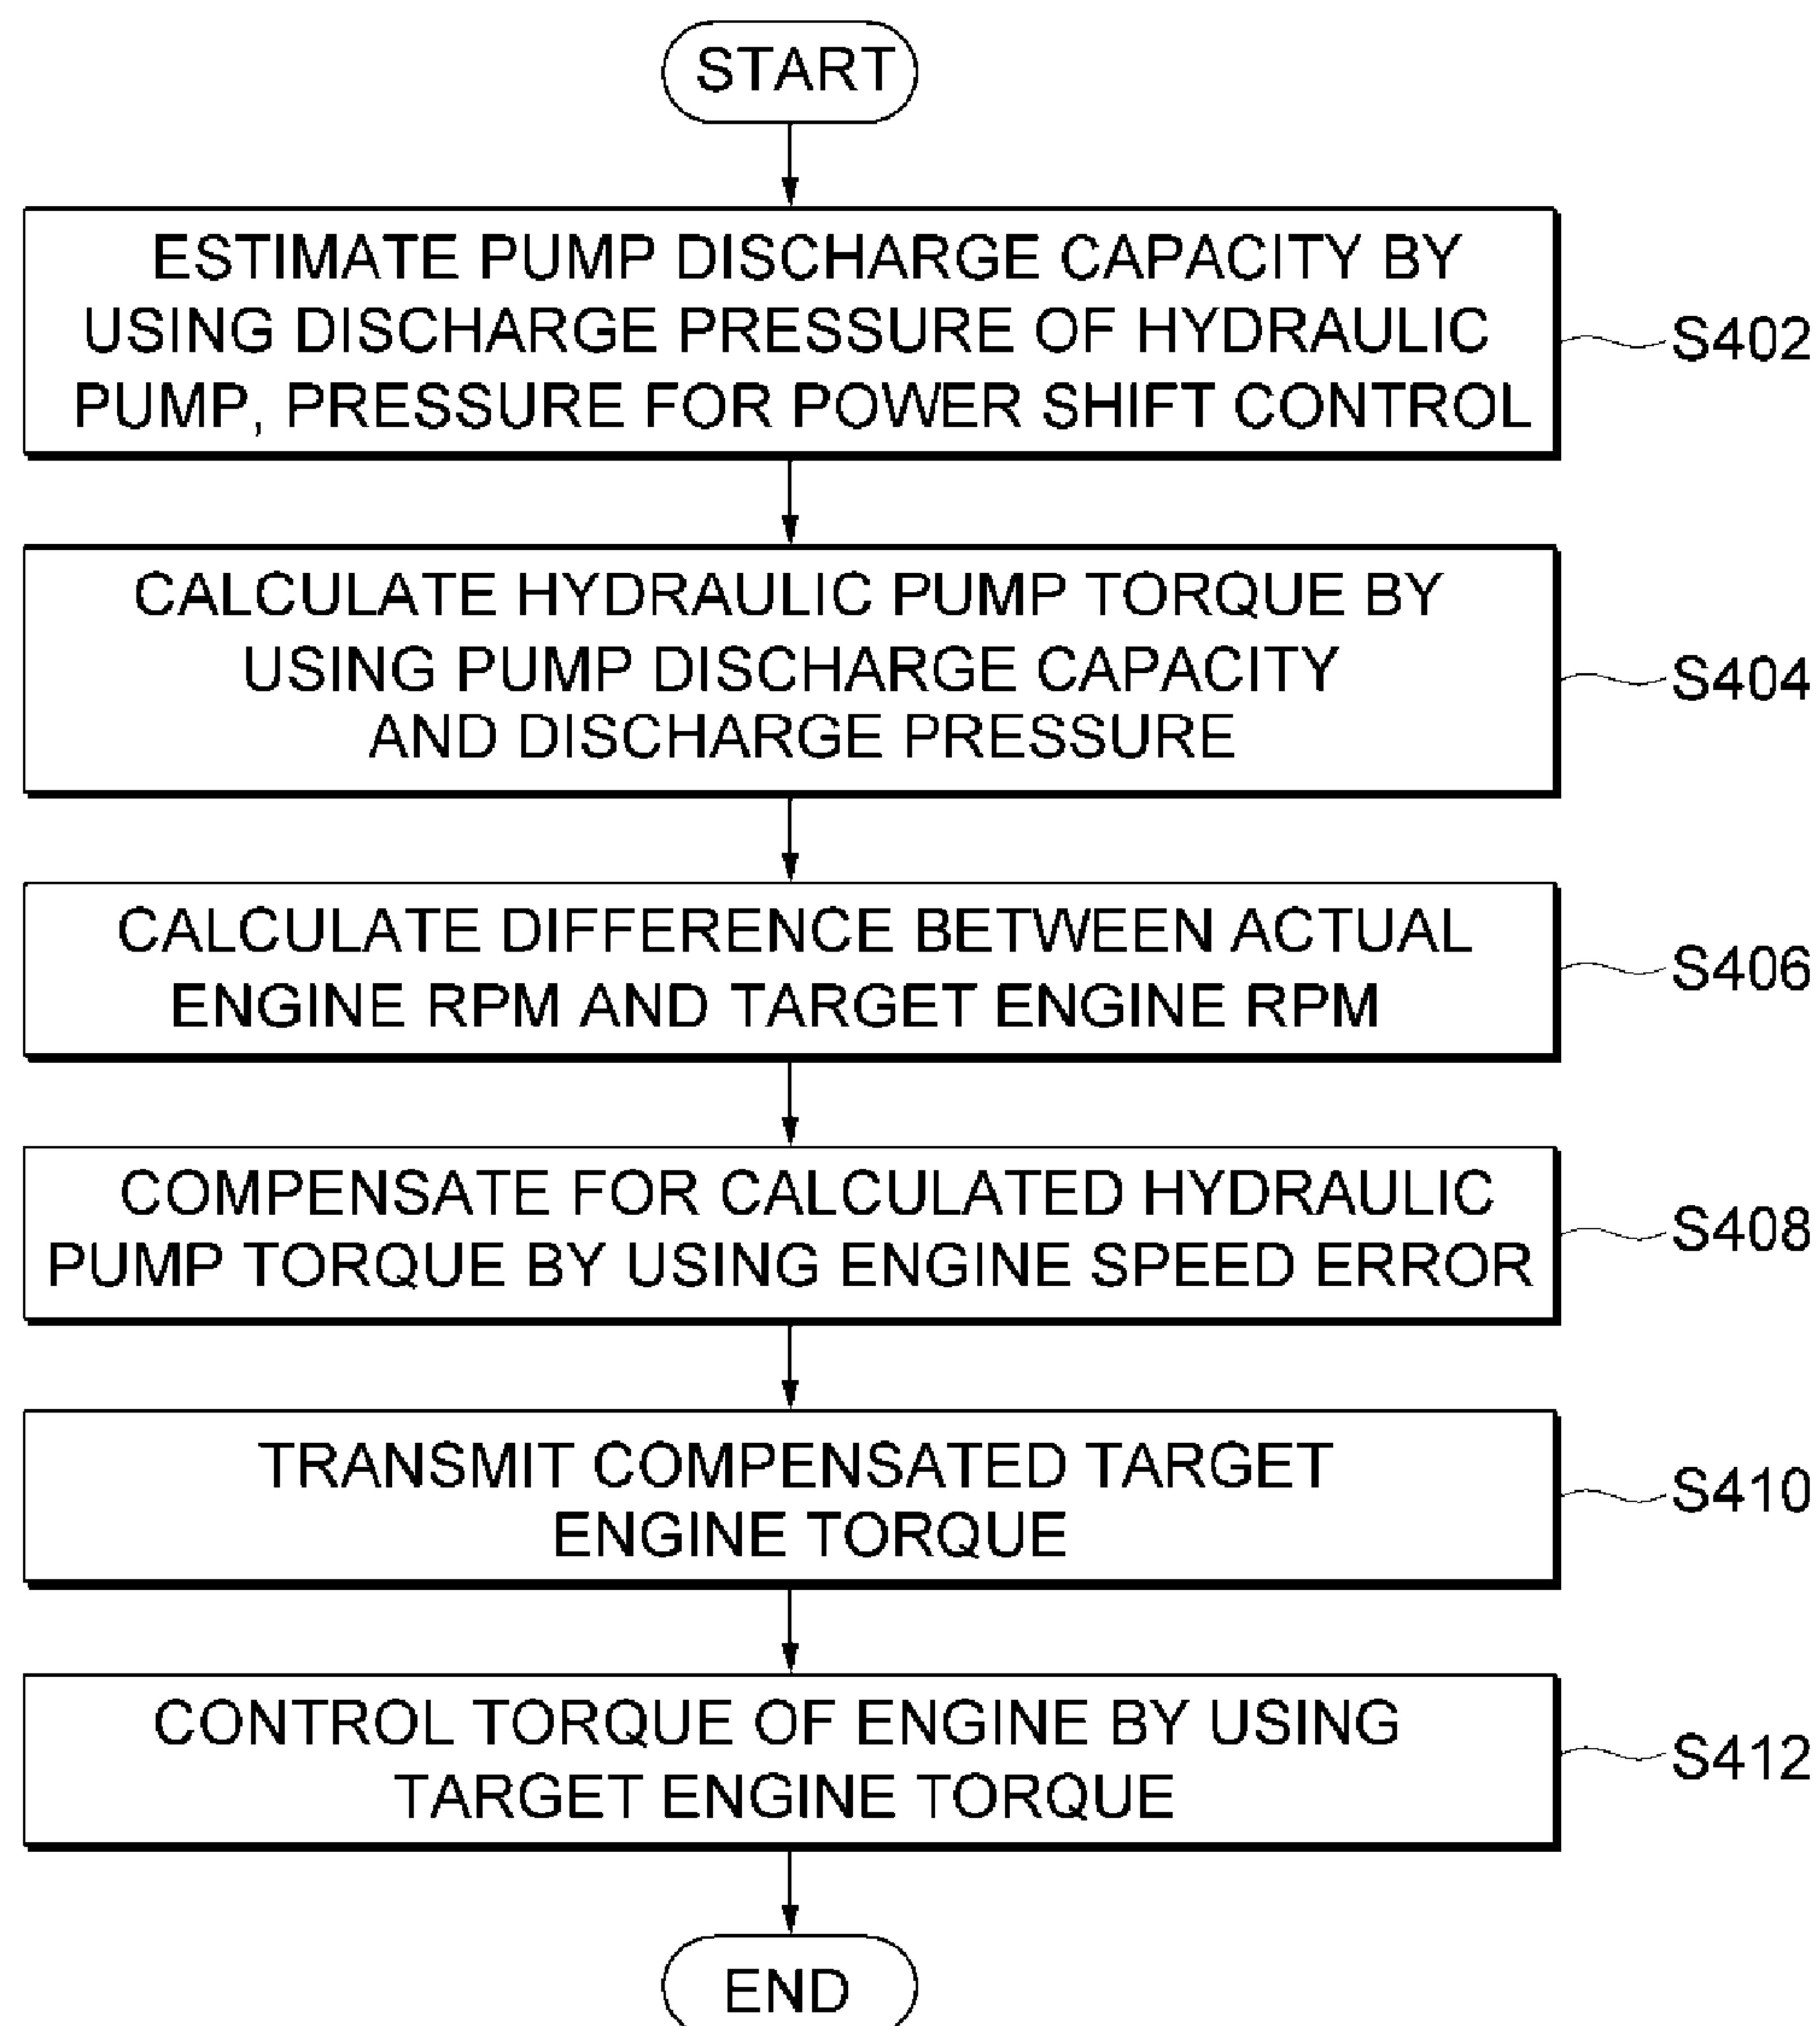 START
ESTIMATE PUMP DISCHARGE CAPACITY BY
USING DISCHARGE PRESSURE OF HYDRAULIC
PUMP, PRESSURE FOR POWER SHIFT CONTROL
S402
CALCULATE HYDRAULIC PUMP TORQUE BY
USING PUMP DISCHARGE CAPACITY
AND DISCHARGE PRESSURE
S404
CALCULATE DIFFERENCE BETWEEN ACTUAL
ENGINE RPM AND TARGET ENGINE RPM
S406
COMPENSATE FOR CALCULATED HYDRAULIC
PUMP TORQUE BY USING ENGINE SPEED ERROR
S408
TRANSMIT COMPENSATED TARGET
ENGINE TORQUE
S410
CONTROL TORQUE OF ENGINE BY USING
TARGET ENGINE TORQUE
S412
END